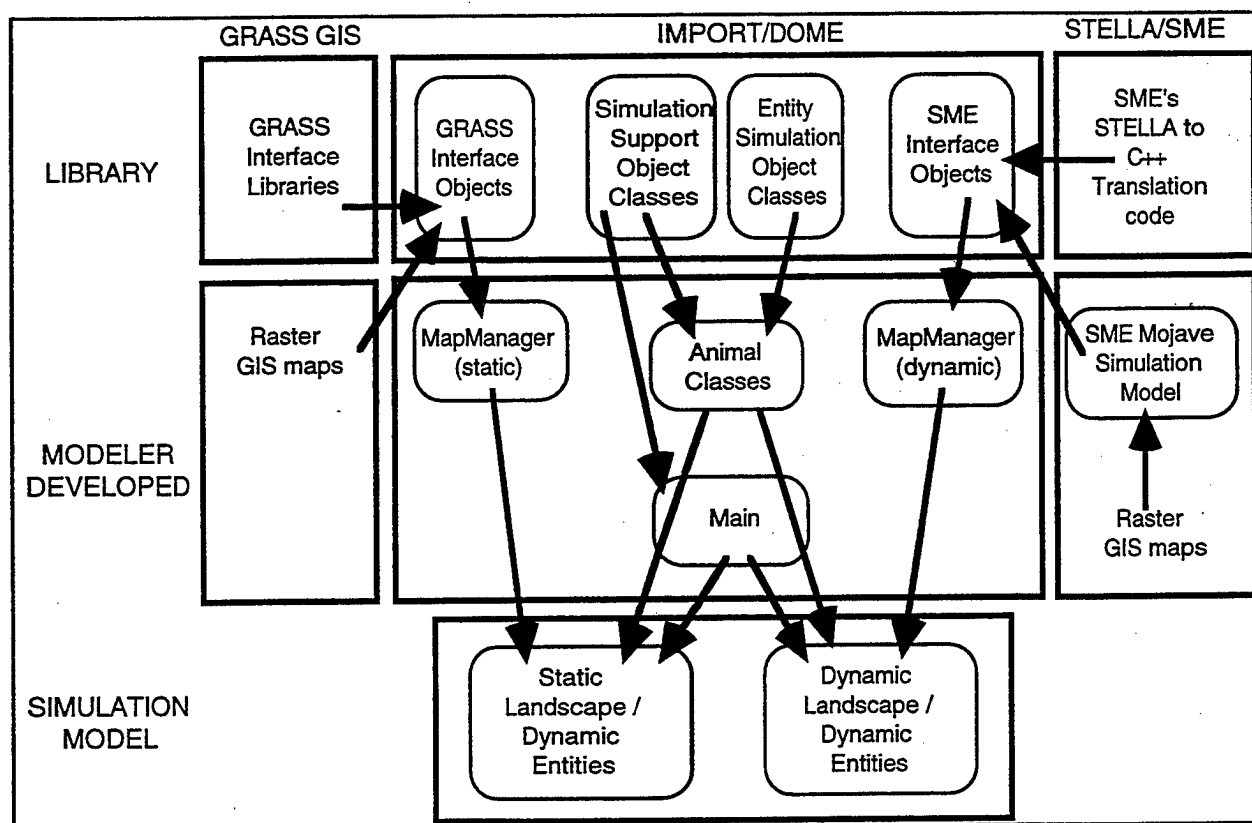 GRASS GIS
IMPORT/DOME
STELLA/SME
LIBRARY
GRASS
Interface
Libraries
GRASS
Interface
Objects
Simulation
Support
Object
Classes
Entity
Simulation
Object
Classes
SME
Interface
Objects
SME's
STELLA to
C++
Translation
code
MODELER
DEVELOPED
Raster
GIS maps
MapManager
(static)
Animal
Classes
MapManager
(dynamic)
SME Mojave
Simulation
Model
Main
Raster
GIS maps
SIMULATION
MODEL
Static
Landscape /
Dynamic
Entities
Dynamic
Landscape /
Dynamic
Entities